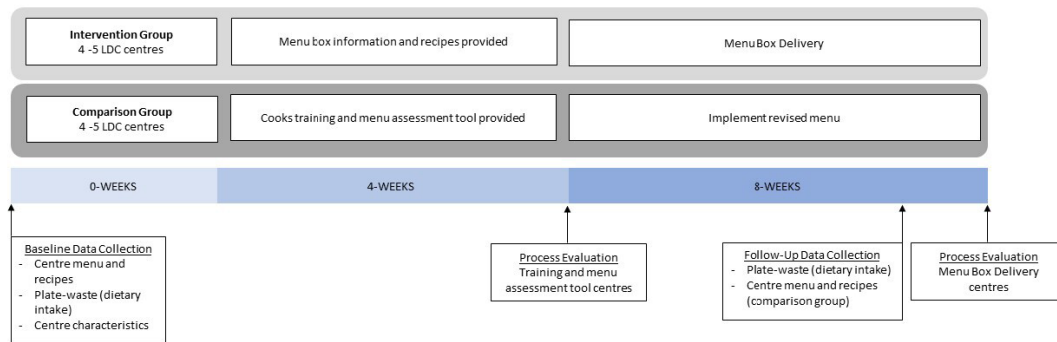 Intervention Group
4 -5 LDC centres
Menu box information and recipes provided
Menu Box Delivery
Comparison Group
4 -5 LDC centres
Cooks training and menu assessment tool provided
Implement revised menu
0-WEEKS
4-WEEKS
8-WEEKS
Baseline Data Collection
- Centre menu and
recipes
- Plate-waste (dietary
intake)
- Centre characteristics
Process Evaluation
Training and menu
assessment tool centres
Follow-Up Data Collection
- Plate-waste (dietary intake)
- Centre menu and recipes
(comparison group)
Process Evaluation
Menu Box Delivery
centres